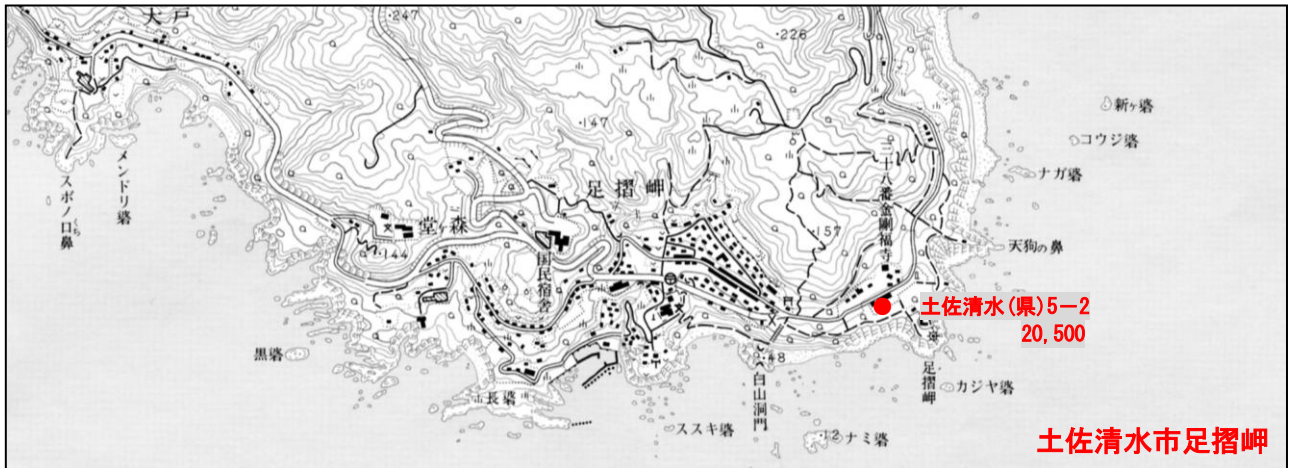 大戸
・247
・226
新ヶ碆
コウジ碆
ナガ碆
・147
三十八番金剛福寺
足摺岬
メンドリ碆
スボノ口鼻
くち
堂ヶ森
・157
天狗の鼻
・144
国民宿舎
土佐清水(県)5－2
20,500
・48
黒碆
白山洞門
足摺岬
カジヤ碆
長碆
ススキ碆
12
ナミ碆
土佐清水市足摺岬